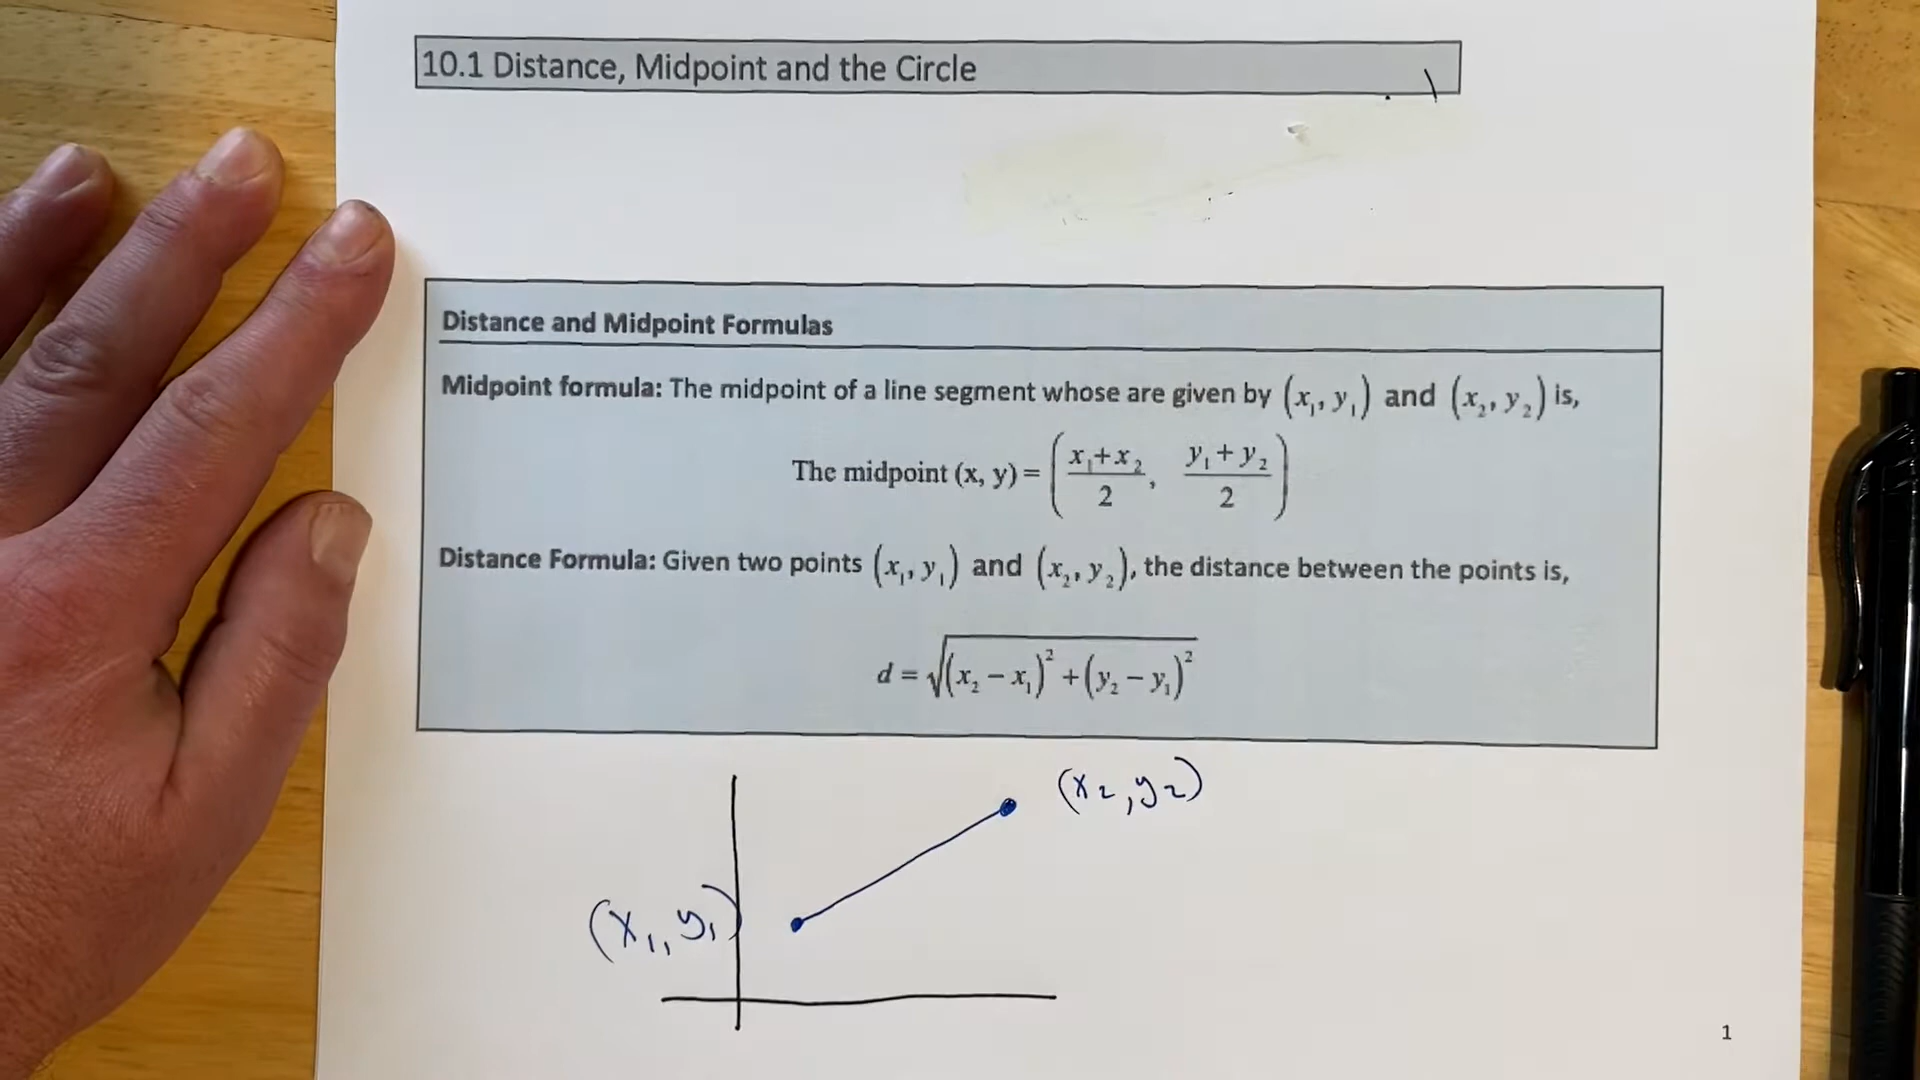 10.1 Distance, Midpoint and the Circle
Distance and Midpoint Formulas
Midpoint formula: The midpoint of a line segment whose are given by (x₁, y₁) and (x₂, y₂) is,
The midpoint (x, y) = ( (x₁+x₂)/2, (y₁+y₂)/2 )
Distance Formula: Given two points (x₁, y₁) and (x₂, y₂), the distance between the points is,
d = √((x₂ − x₁)² + (y₂ − y₁)²)
(x₂, y₂)
(x₁, y₁)
1